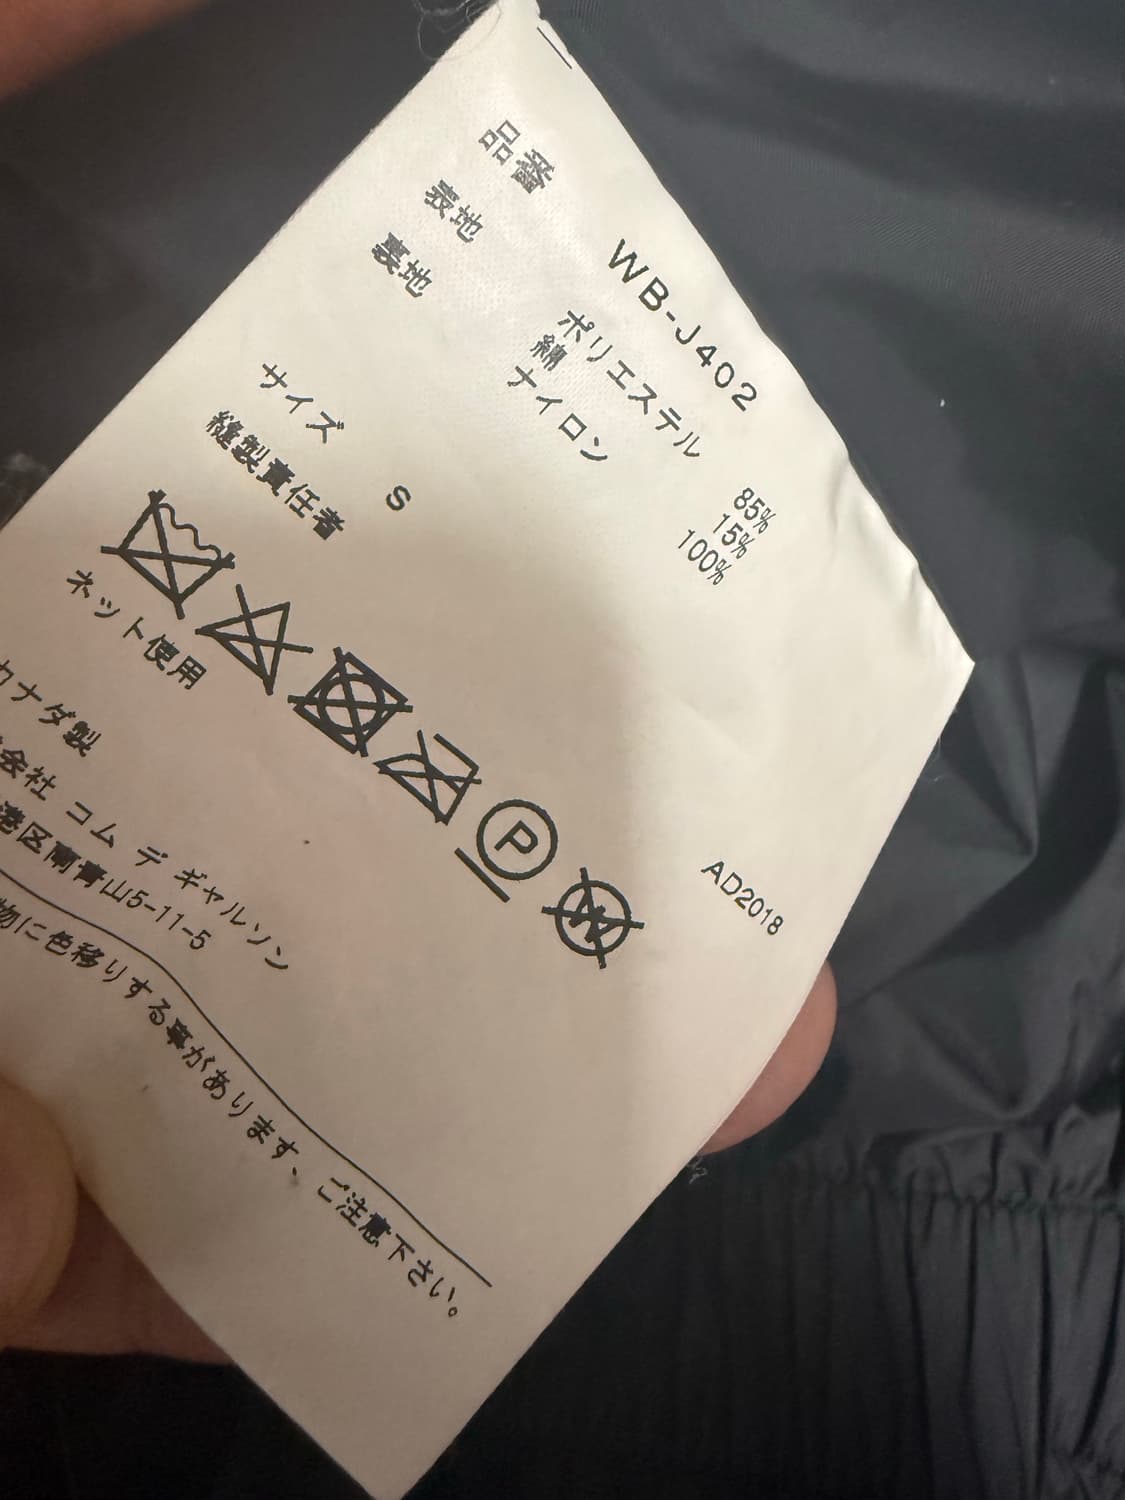 品番 WB-J402
表地 ポリエステル 85%
綿 15%
裏地 ナイロン 100%
サイズ S
縫製責任者
P
W
ネット使用
カナダ製
会社 コム デ ギャルソン
港区南青山5-11-5
AD2018
物に色移りする事があります、ご注意下さい。